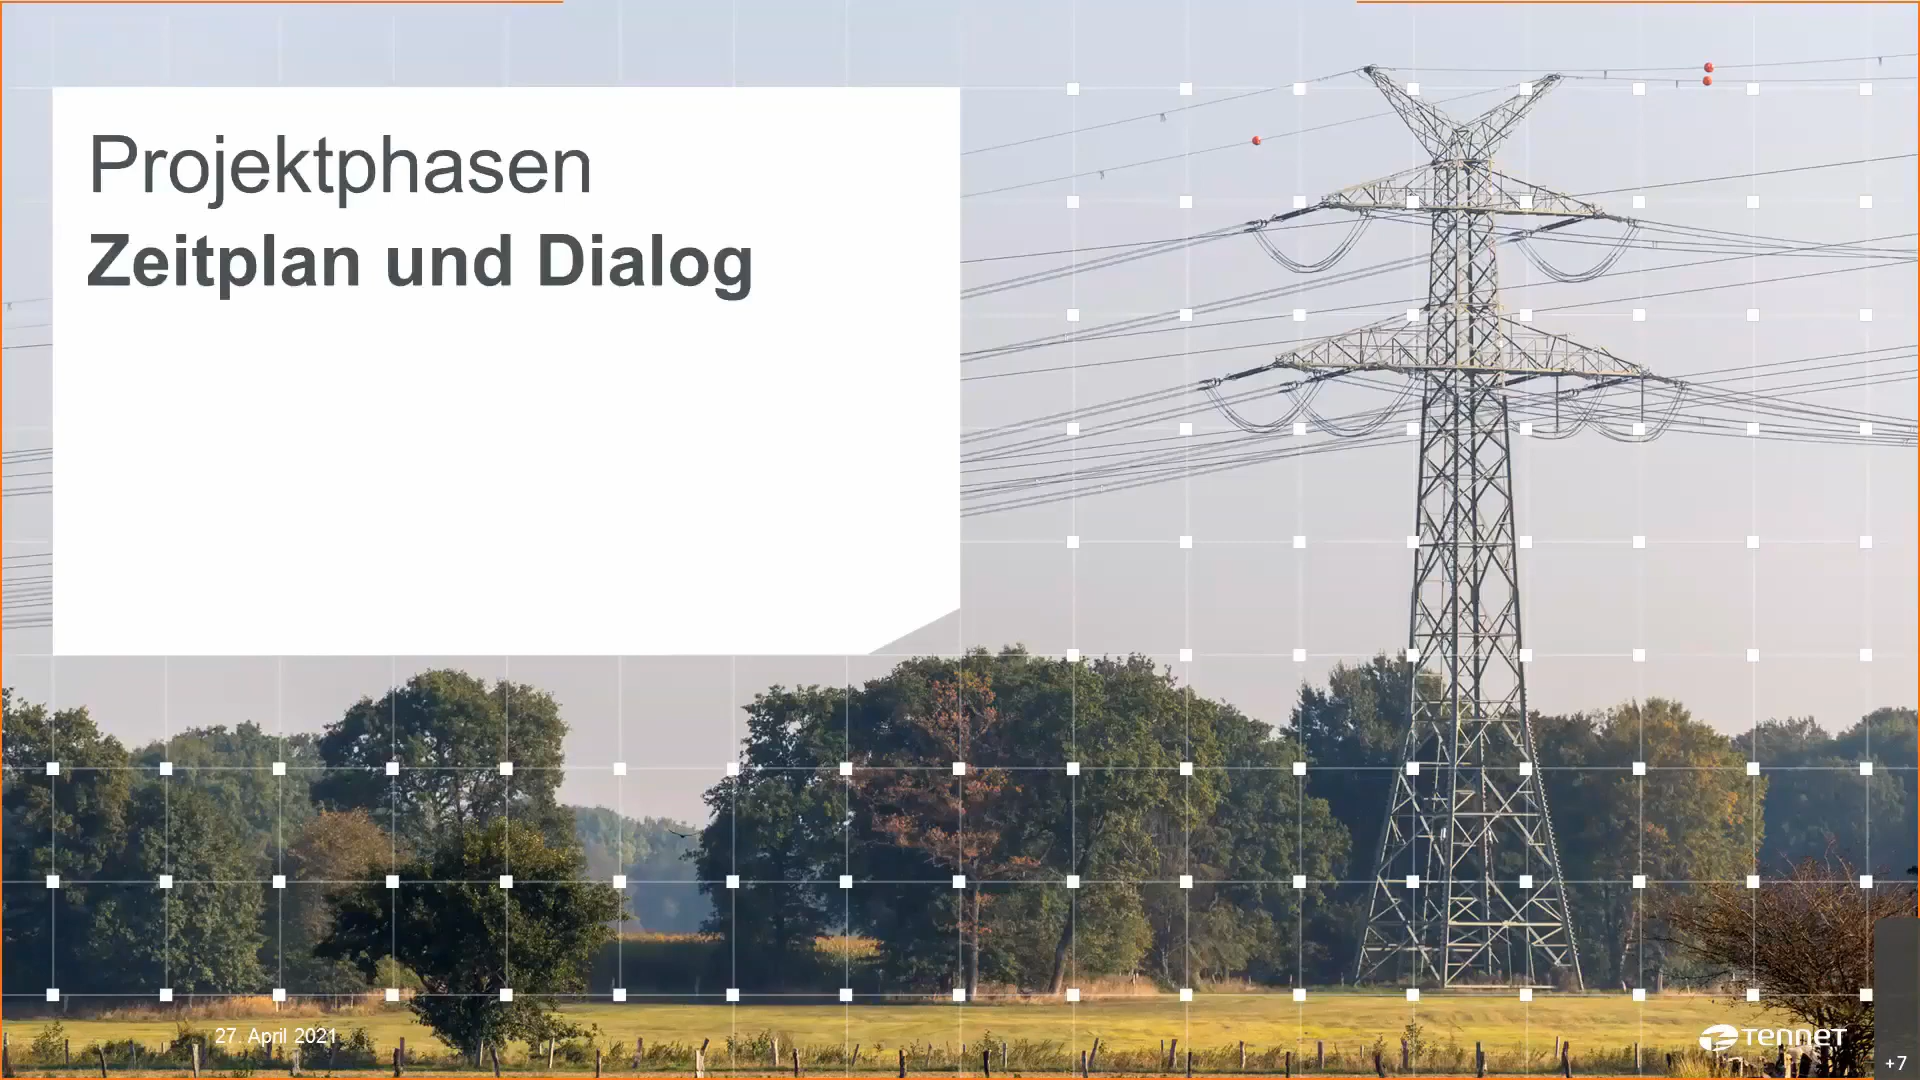 Projektphasen
Zeitplan und Dialog
27. April 2021
TenneT
+7